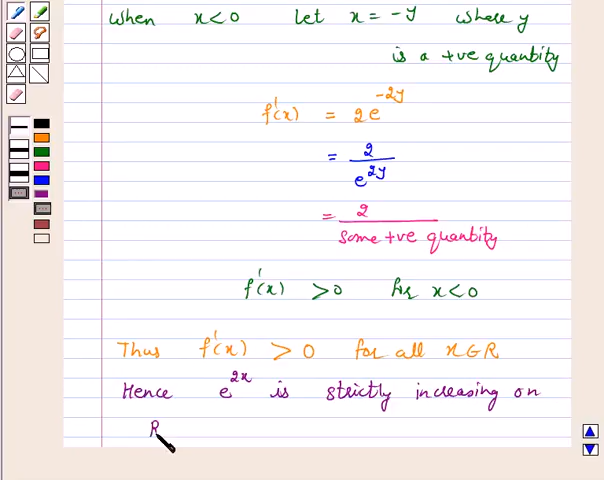 when x<0 Let x = -y where y
is a +ve quantity
f'(x) = 2e^-2y
= 2/e^2y
= 2/some +ve quantity
f'(x) >0 for x<0
Thus f'(x) > 0 for all x∈R
Hence e^2x is strictly increasing on
R